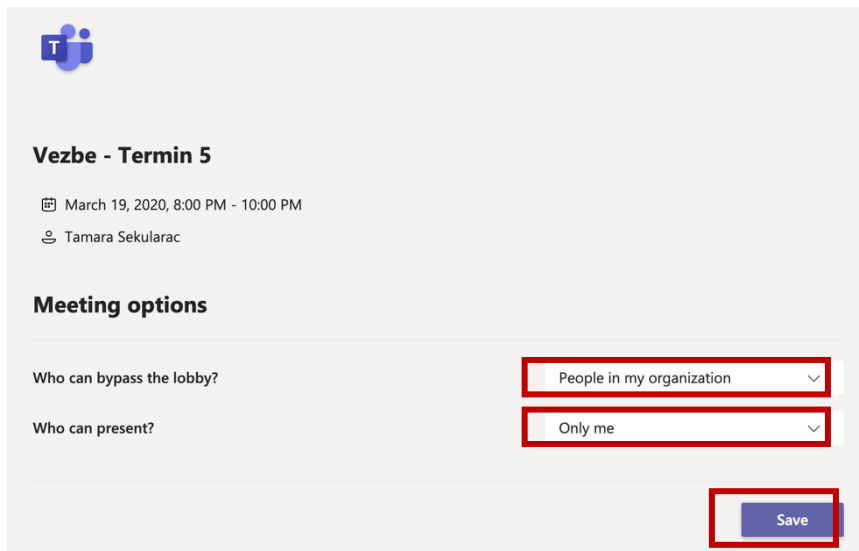 T
Vezbe - Termin 5
March 19, 2020, 8:00 PM - 10:00 PM
Tamara Sekularac
Meeting options
Who can bypass the lobby? People in my organization
Who can present? Only me
Save